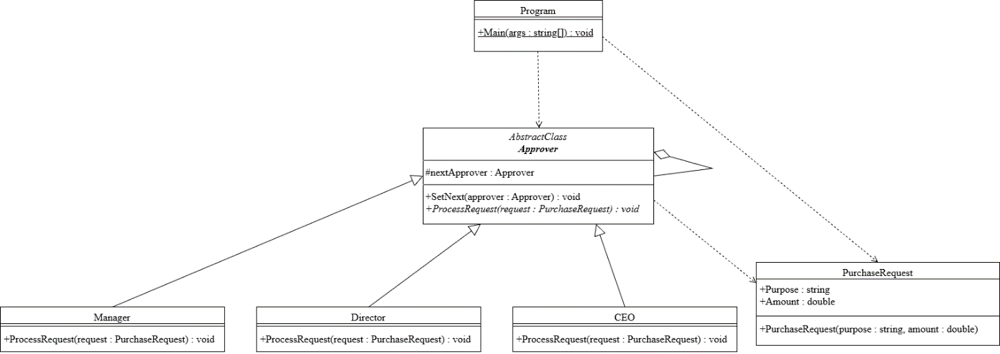 Program
+Main(args : string[]) : void
AbstractClass
Approver
#nextApprover : Approver
+SetNext(approver : Approver) : void
+ProcessRequest(request : PurchaseRequest) : void
PurchaseRequest
+Purpose : string
+Amount : double
+PurchaseRequest(purpose : string, amount : double)
Manager
+ProcessRequest(request : PurchaseRequest) : void
Director
+ProcessRequest(request : PurchaseRequest) : void
CEO
+ProcessRequest(request : PurchaseRequest) : void